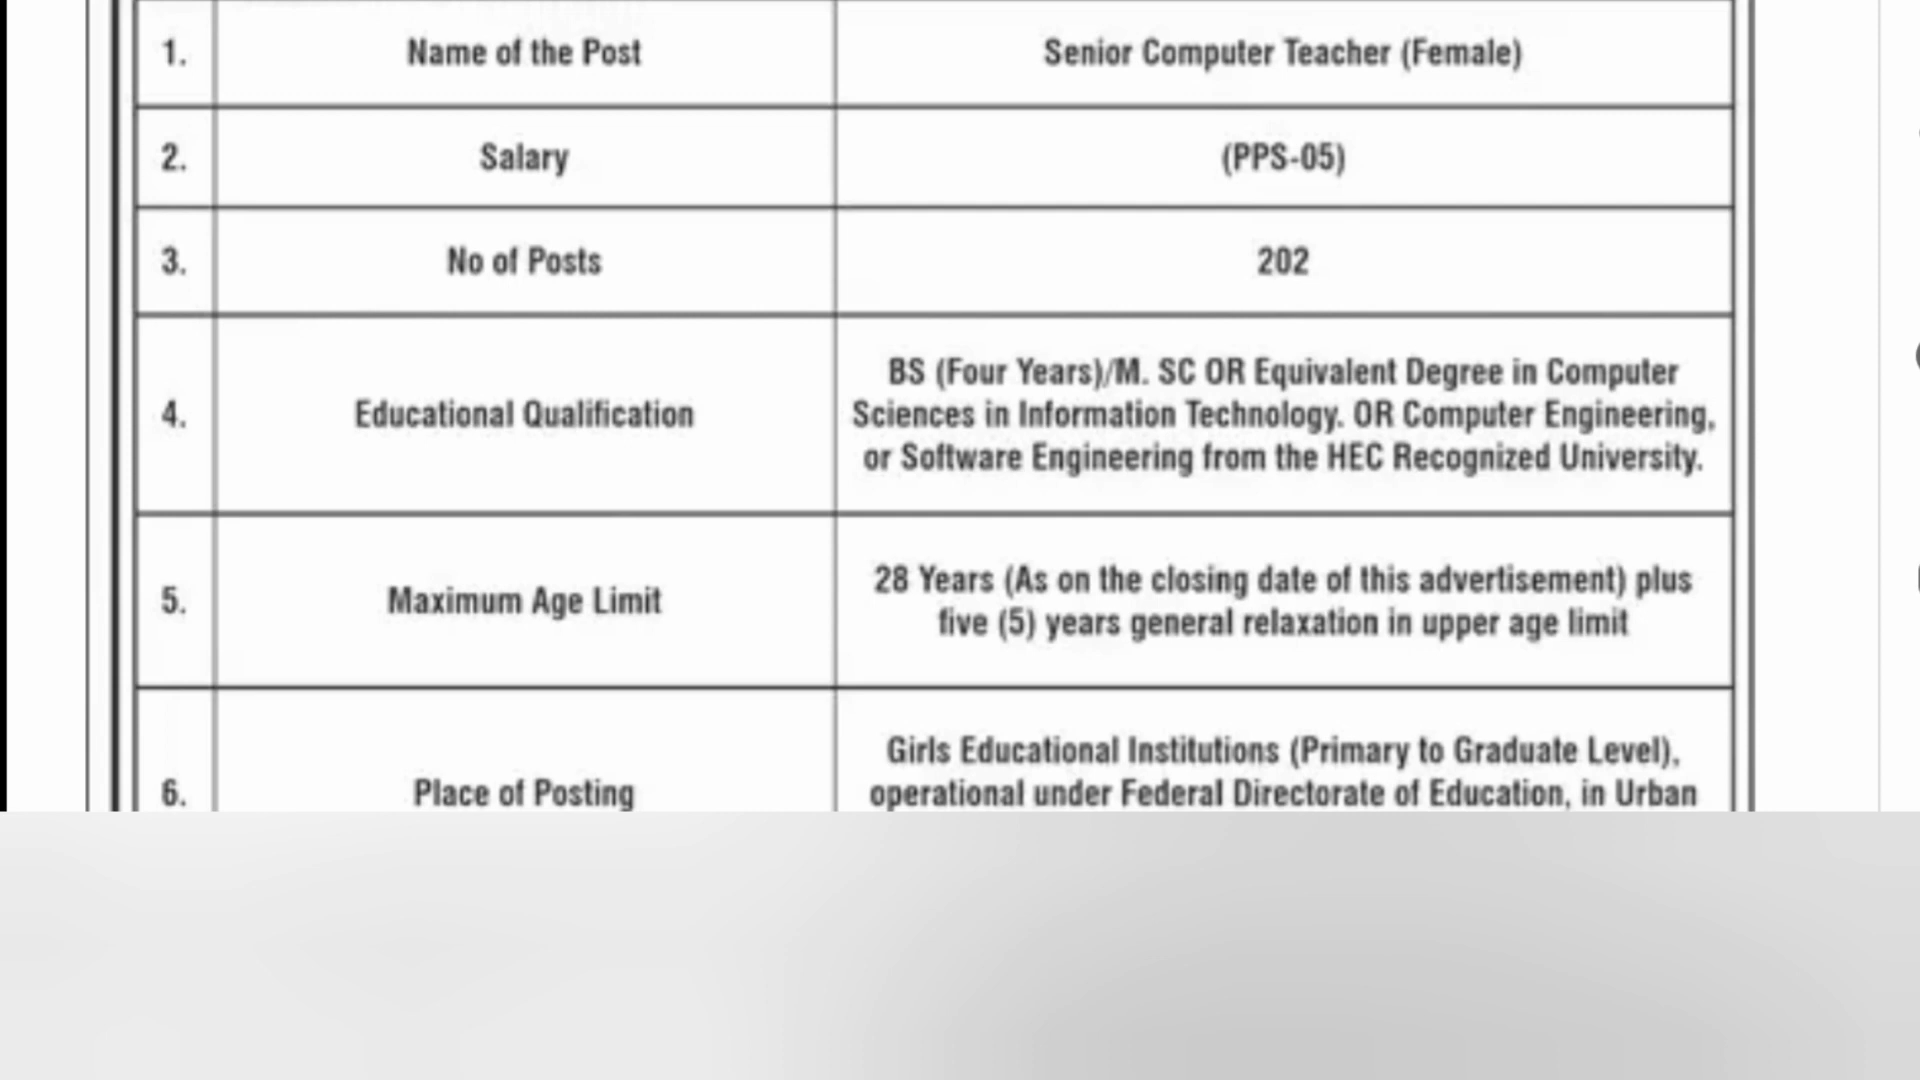 1. Name of the Post Senior Computer Teacher (Female)
2. Salary (PPS-05)
3. No of Posts 202
4. Educational Qualification
BS (Four Years)/M. SC OR Equivalent Degree in Computer
Sciences in Information Technology. OR Computer Engineering,
or Software Engineering from the HEC Recognized University.
5. Maximum Age Limit
28 Years (As on the closing date of this advertisement) plus
five (5) years general relaxation in upper age limit
6. Place of Posting
Girls Educational Institutions (Primary to Graduate Level),
operational under Federal Directorate of Education, in Urban